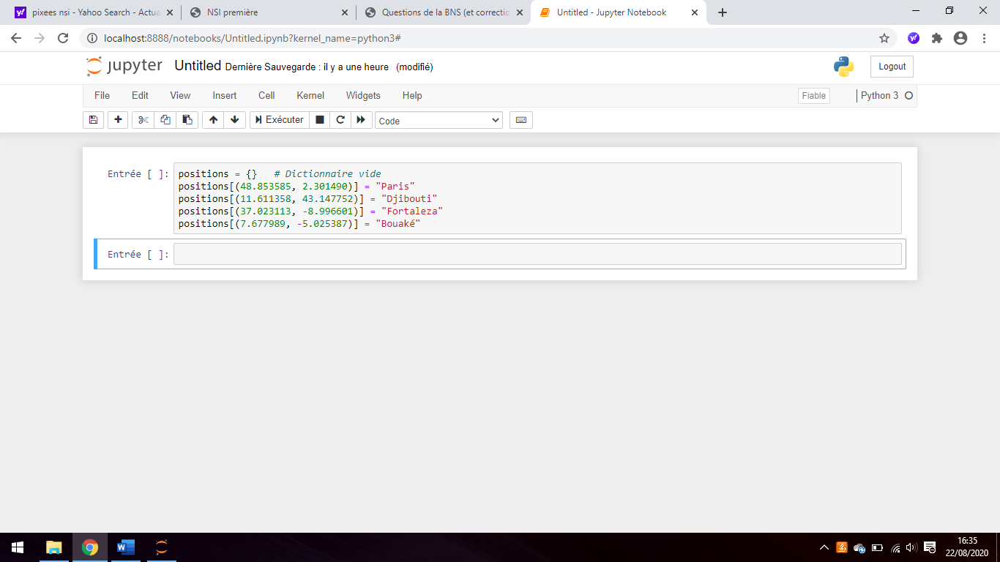 pixees nsi - Yahoo Search - Actua
NSI première
Questions de la BNS (et correctio
Untitled - Jupyter Notebook
localhost:8888/notebooks/Untitled.ipynb?kernel_name=python3#
jupyter Untitled Dernière Sauvegarde : il y a une heure (modifié)
Logout
File Edit View Insert Cell Kernel Widgets Help
Fiable
Python 3
Exécuter
Code
Entrée [ ]:
positions = {}   # Dictionnaire vide
positions[(48.853585, 2.301490)] = "Paris"
positions[(11.611358, 43.147752)] = "Djibouti"
positions[(37.023113, -8.996601)] = "Fortaleza"
positions[(7.677989, -5.025387)] = "Bouaké"
Entrée [ ]:
16:35
22/08/2020